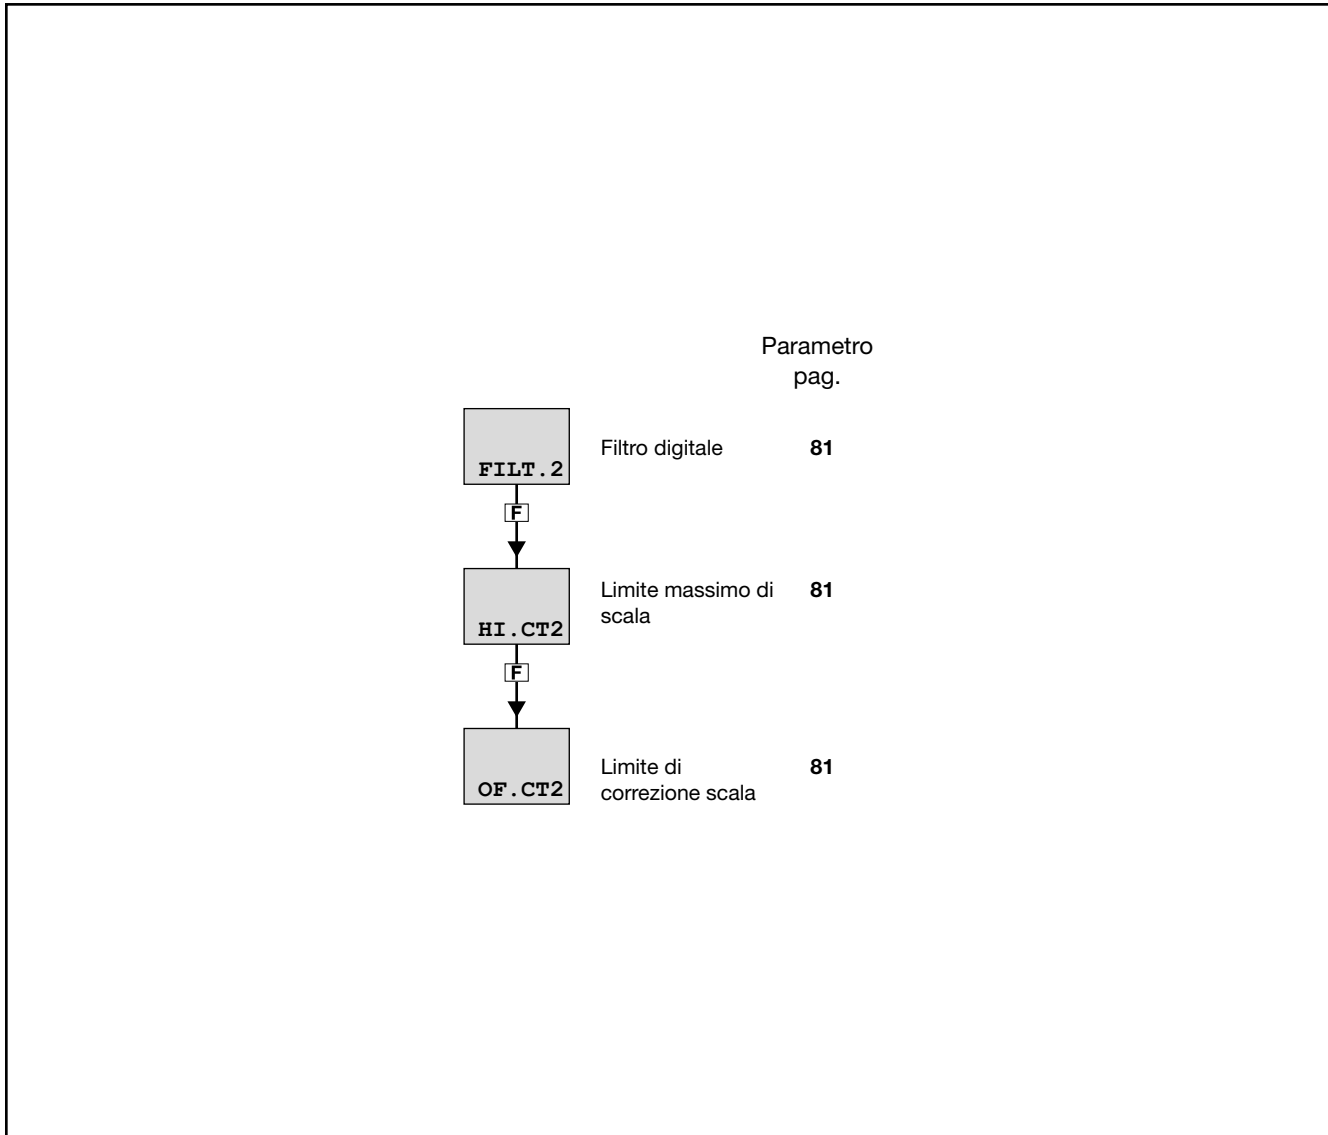 Parametro
pag.
FILT.2
Filtro digitale
81
F
HI.CT2
Limite massimo di
scala
81
F
OF.CT2
Limite di
correzione scala
81